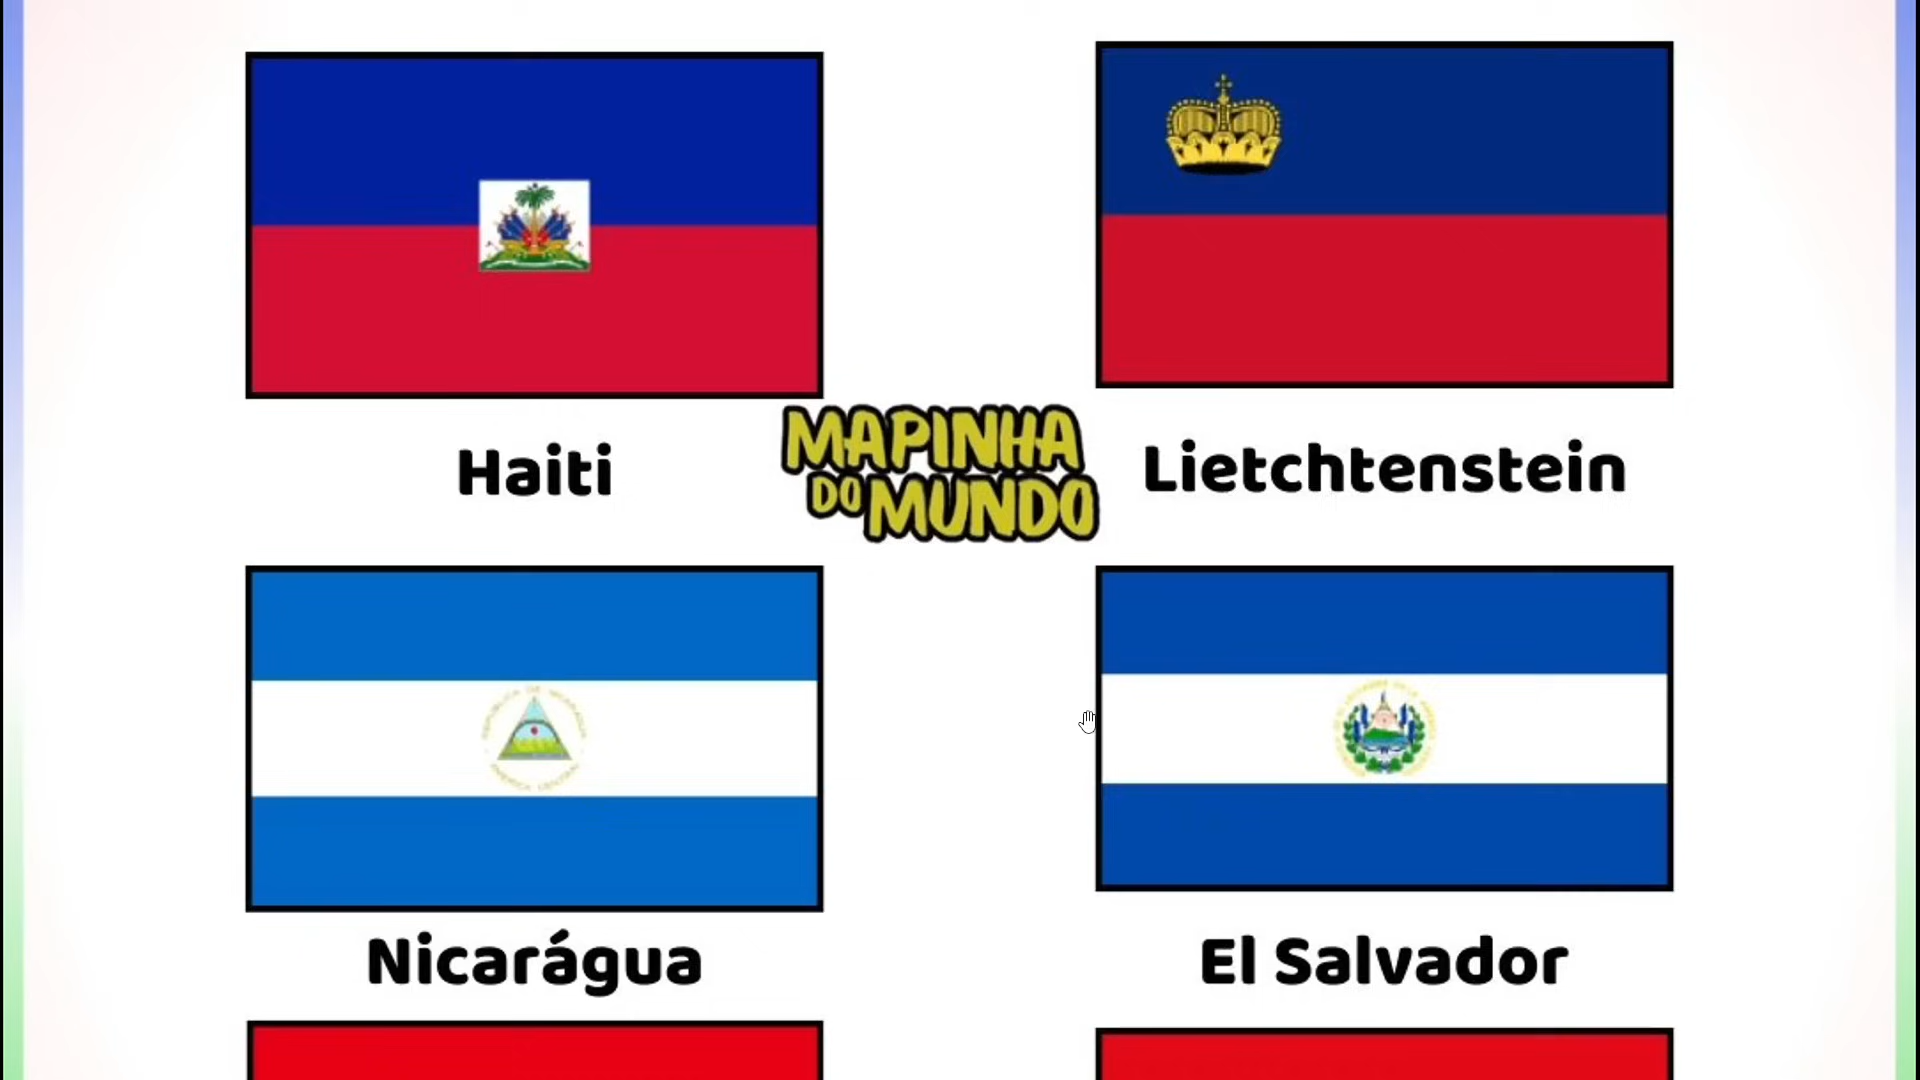 Haiti
Lietchtenstein
MAPINHA
DO MUNDO
Nicarágua
El Salvador